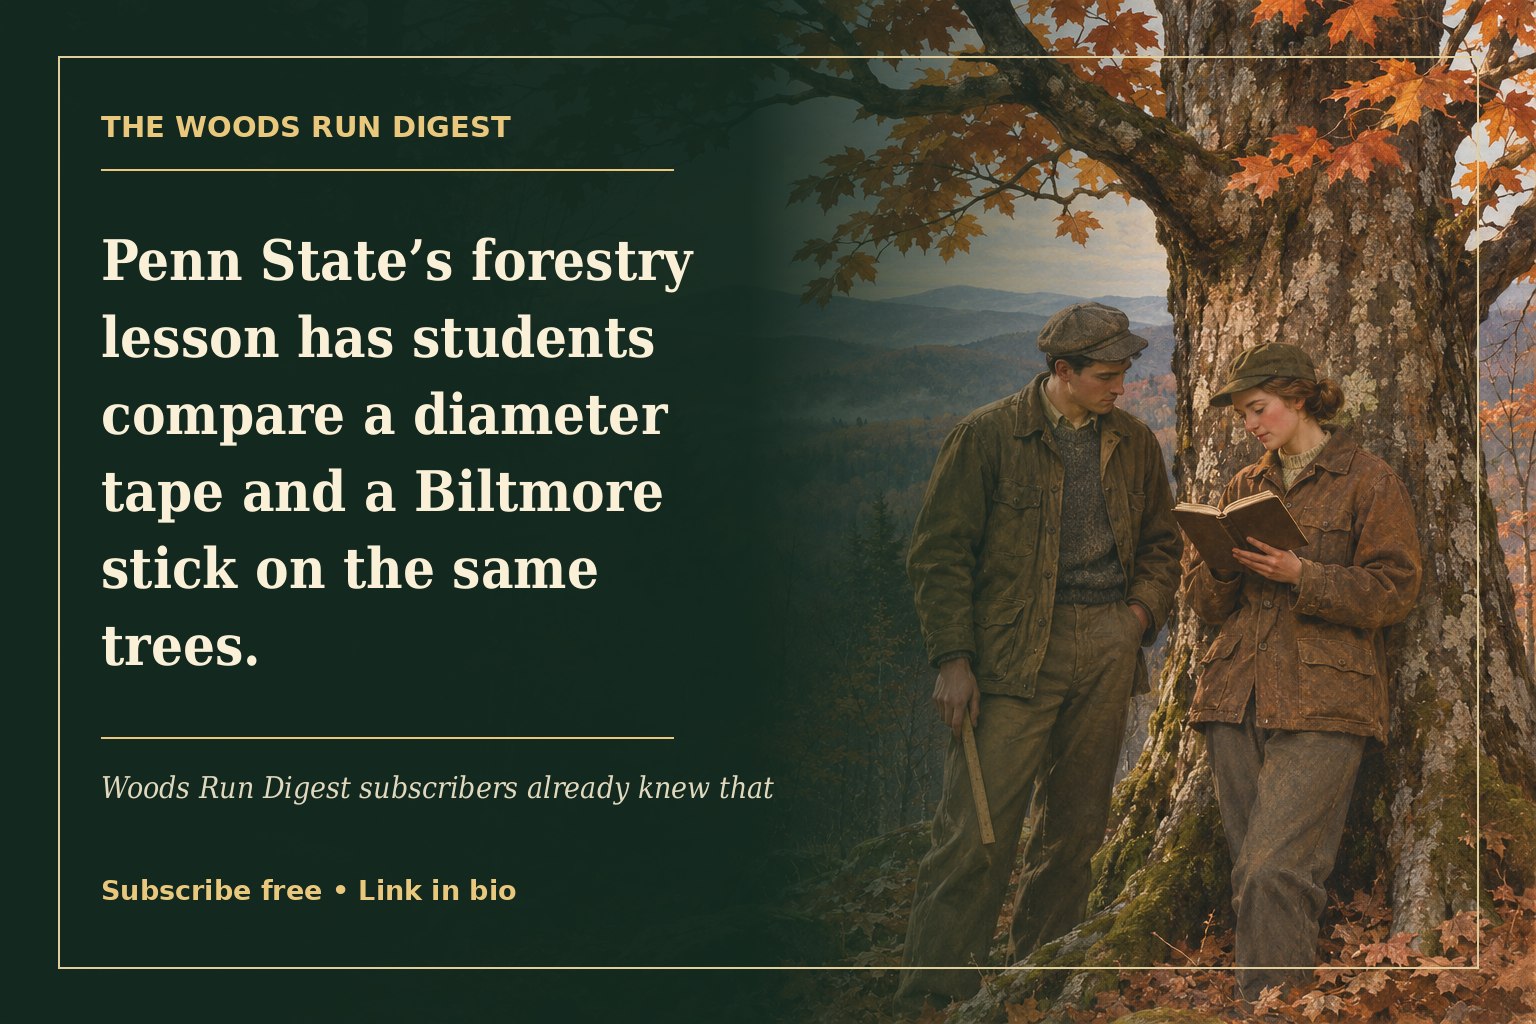 THE WOODS RUN DIGEST
Penn State’s forestry
lesson has students
compare a diameter
tape and a Biltmore
stick on the same
trees.
Woods Run Digest subscribers already knew that
Subscribe free • Link in bio